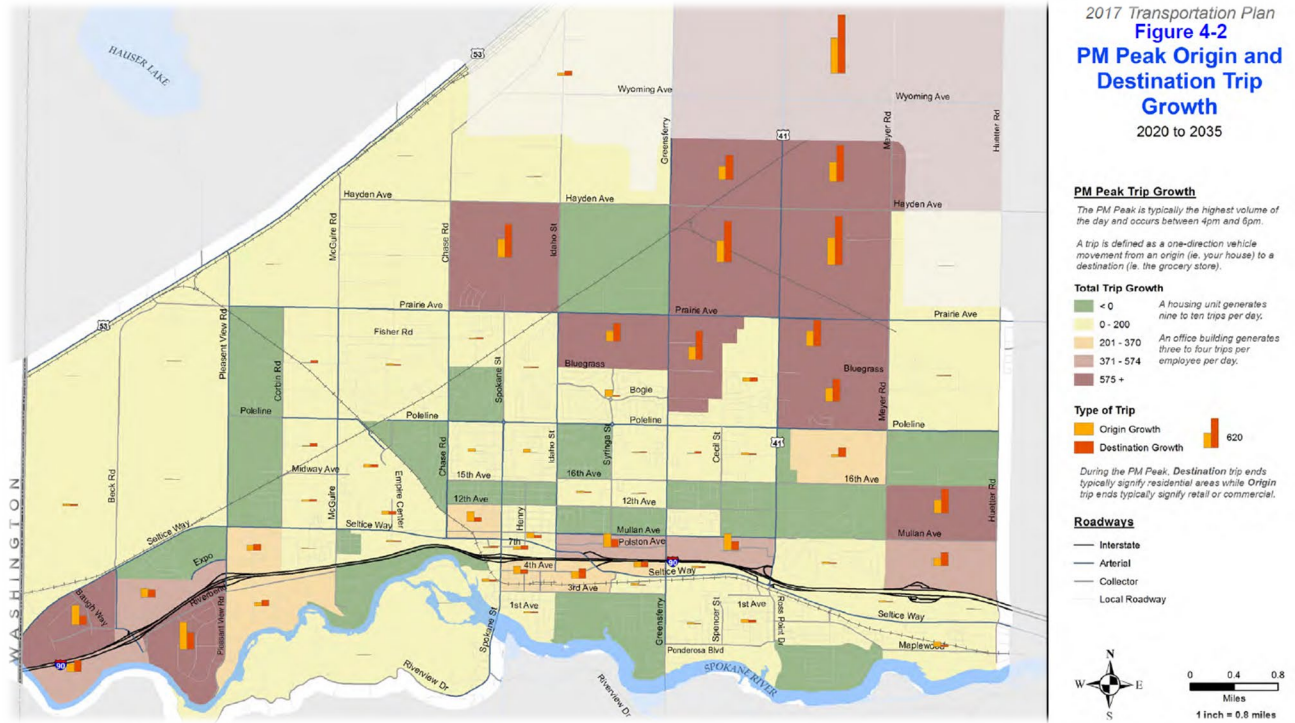 2017 Transportation Plan
Figure 4-2
PM Peak Origin and
Destination Trip
Growth
2020 to 2035
PM Peak Trip Growth
The PM Peak is typically the highest volume of
the day and occurs between 4pm and 6pm.
A trip is defined as a one-direction vehicle
movement from an origin (ie. your house) to a
destination (ie. the grocery store).
Total Trip Growth
< 0
0 - 200
201 - 370
371 - 574
575 +
A housing unit generates
nine to ten trips per day.
An office building generates
three to four trips per
employee per day.
Type of Trip
Origin Growth
Destination Growth
620
During the PM Peak, Destination trip ends
typically signify residential areas while Origin
trip ends typically signify retail or commercial.
Roadways
Interstate
Arterial
Collector
Local Roadway
N
W
E
S
0 0.4 0.8
Miles
1 inch = 0.8 miles
HAUSER LAKE
53
Wyoming Ave
Wyoming Ave
Greensferry
41
Meyer Rd
Huetter Rd
Hayden Ave
Hayden Ave
Hayden Ave
McGuire Rd
Chase Rd
Idaho St
53
Prairie Ave
Prairie Ave
Prairie Ave
Pleasant View Rd
Corbin Rd
Fisher Rd
Spokane St
Bluegrass
Bluegrass
Bogie
Meyer Rd
Poleline
Poleline
Poleline
Poleline
Chase Rd
Idaho St
Syringa St
Cecil St
41
Beck Rd
Midway Ave
Empire Center
15th Ave
16th Ave
16th Ave
McGuire
12th Ave
12th Ave
Huetter Rd
Seltice Way
Seltice Way
Henry
Mullan Ave
Mullan Ave
7th
Polston Ave
Expo
4th Ave
90
Seltice Way
3rd Ave
Riverbend
Baugh Way
Pleasant View Rd
1st Ave
Spokane St
Greensferry
Spencer St
1st Ave
Ross Point Dr
Seltice Way
Ponderosa Blvd
Maplewood
90
Riverview Dr
Riverview Dr
SPOKANE RIVER
WASHINGTON